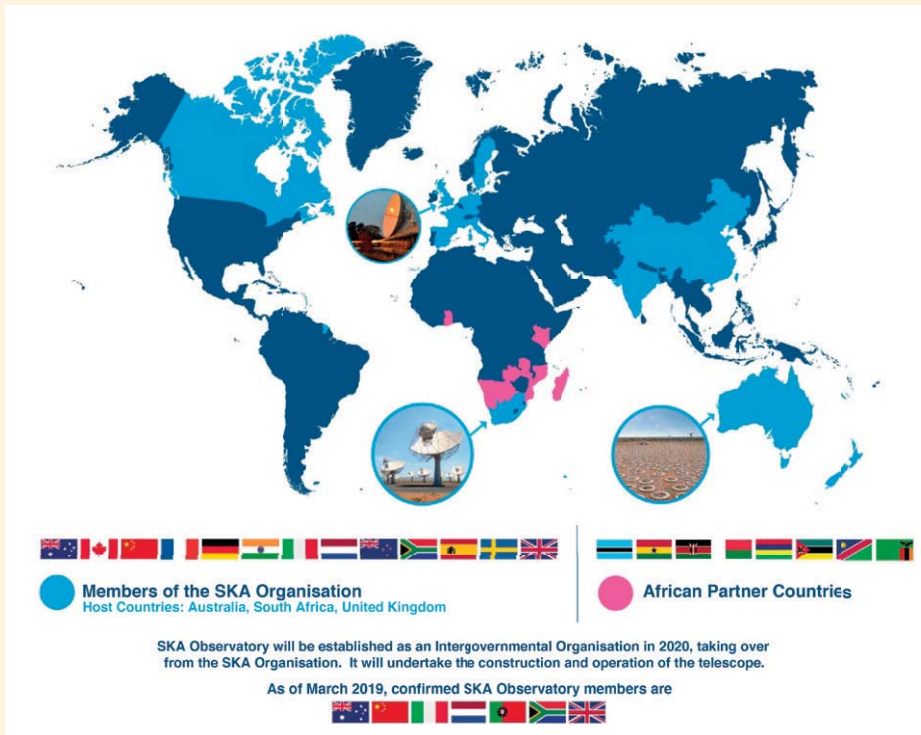 Members of the SKA Organisation
Host Countries: Australia, South Africa, United Kingdom
African Partner Countries
SKA Observatory will be established as an Intergovernmental Organisation in 2020, taking over
from the SKA Organisation. It will undertake the construction and operation of the telescope.
As of March 2019, confirmed SKA Observatory members are